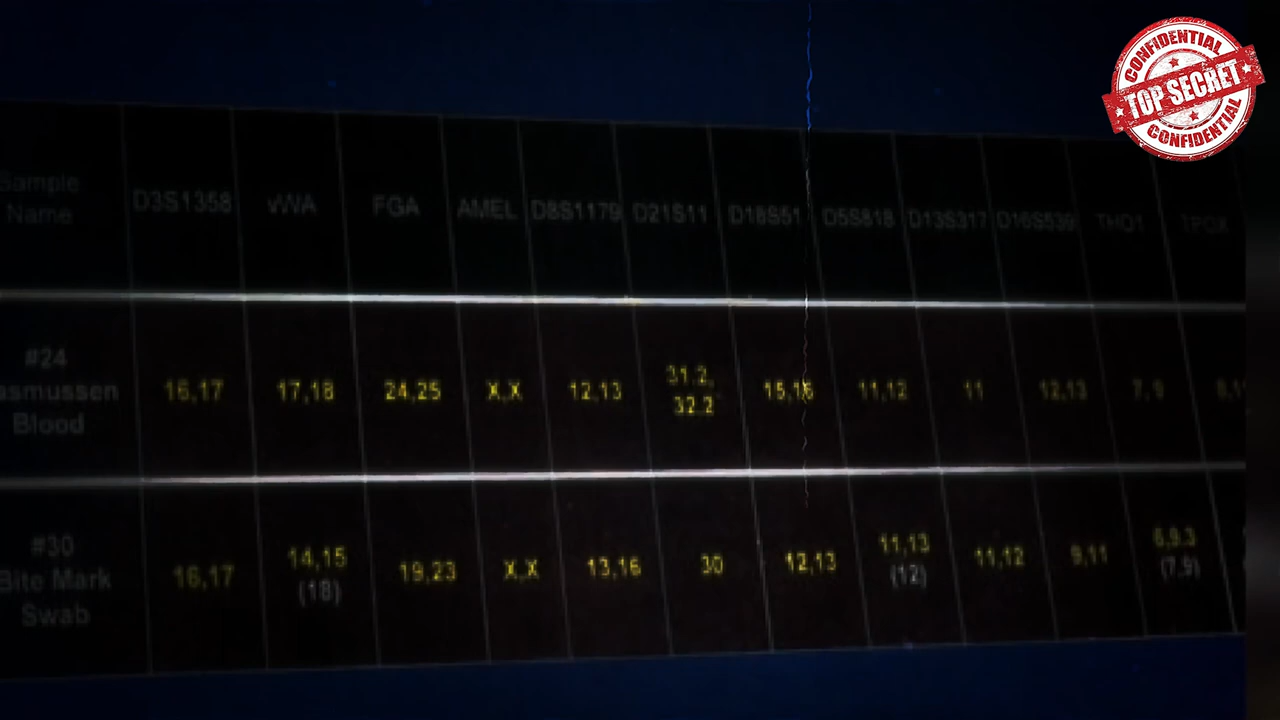 CONFIDENTIAL
TOP SECRET
CONFIDENTIAL
Sample
Name
D3S1358
vWA
FGA
AMEL
D8S1179
D21S11
D18S51
D5S818
D13S317
D16S539
THO1
TPOX
#24
asmussen
Blood
16,17
17,18
24,25
X,X
12,13
31.2,
32.2
15,16
11,12
11
12,13
7,9
#30
Bite Mark
Swab
16,17
14,15
(18)
19,23
X,X
13,16
30
12,13
11,13
(12)
11,12
9,11
(7,9)